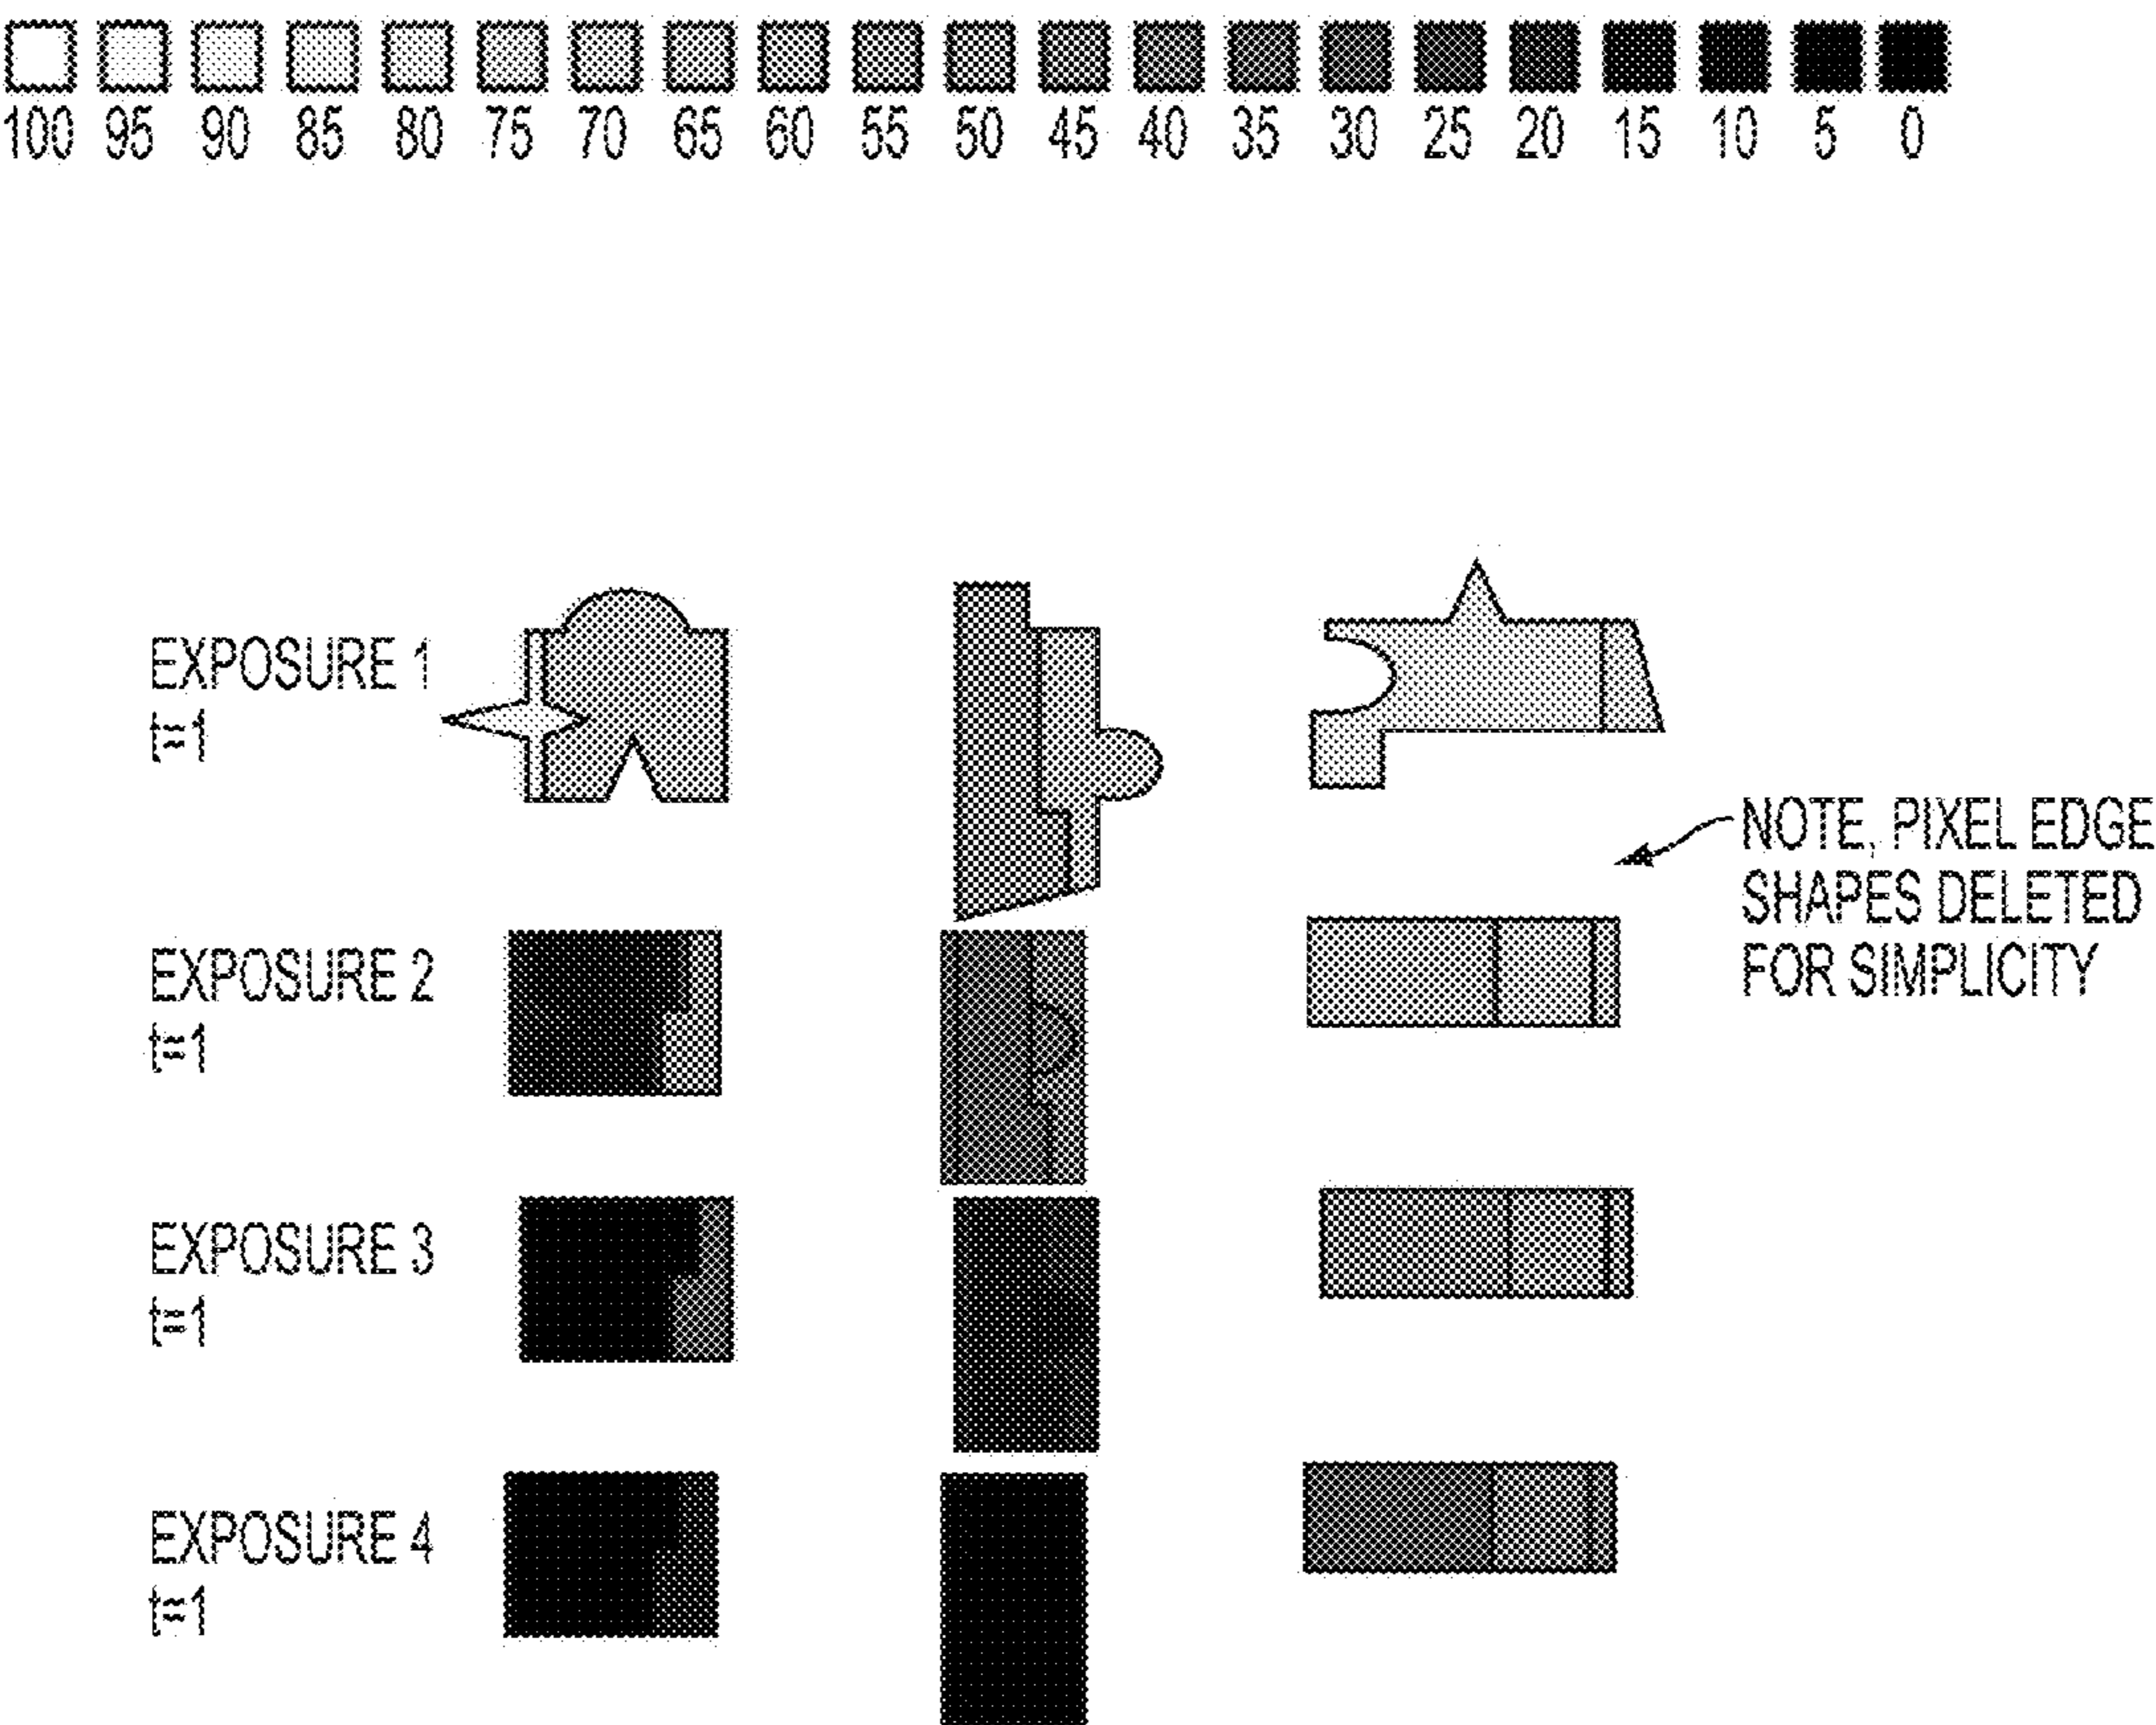 100 95 90 85 80 75 70 65 60 55 50 45 40 35 30 25 20 15 10 5 0
EXPOSURE 1
t=1
NOTE, PIXEL EDGE
SHAPES DELETED
FOR SIMPLICITY
EXPOSURE 2
t=1
EXPOSURE 3
t=1
EXPOSURE 4
t=1